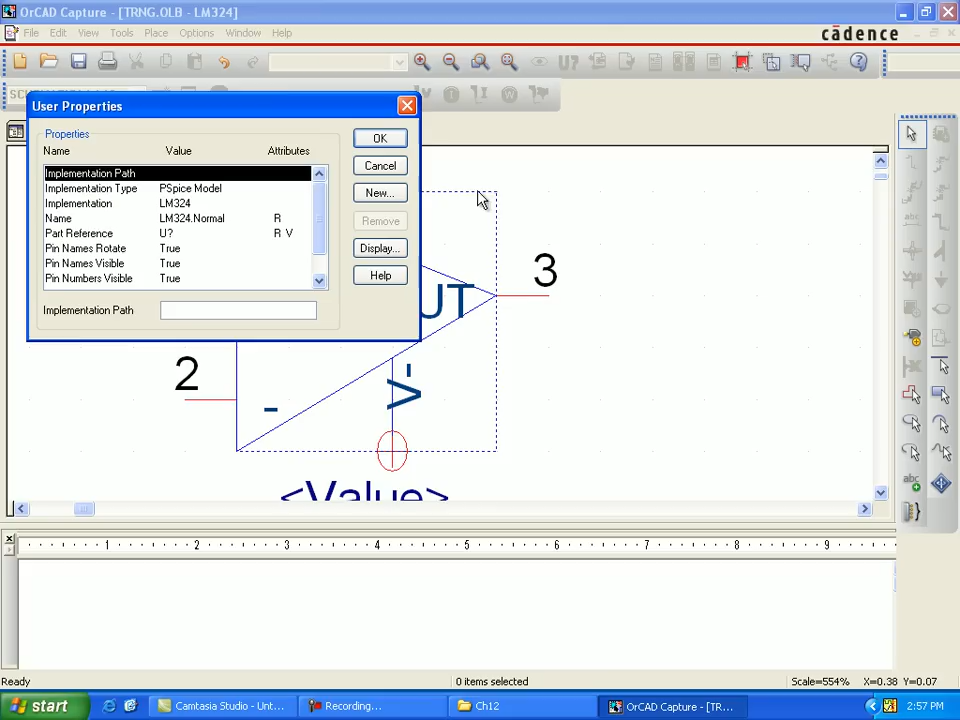 OrCAD Capture - [TRNG.OLB - LM324]
File Edit View Tools Place Options Window Help
cādence
User Properties
Properties
Name Value Attributes
Implementation Path
Implementation Type PSpice Model
Implementation LM324
Name LM324.Normal R
Part Reference U? R V
Pin Names Rotate True
Pin Names Visible True
Pin Numbers Visible True
Implementation Path
OK
Cancel
New...
Remove
Display...
Help
3
UT
2
-
V-
<Value>
1 2 3 4 5 6 7 8 9
Ready 0 items selected Scale=554% X=0.38 Y=0.07
start Camtasia Studio - Unt... Recording... Ch12 OrCAD Capture - [TR... 2:57 PM